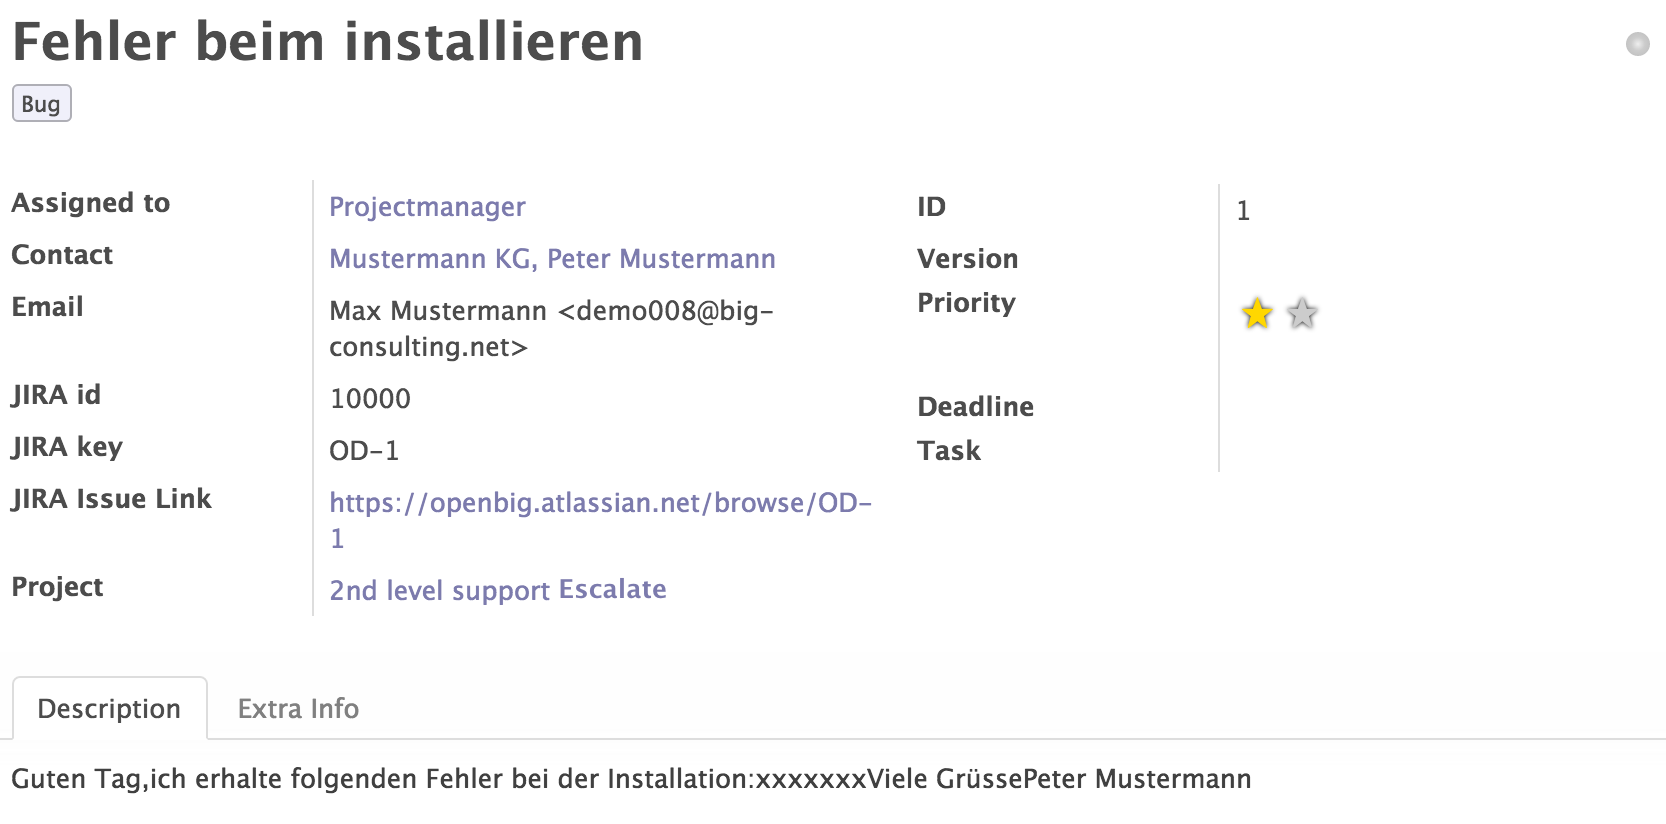 Fehler beim installieren
Bug
Assigned to
Projectmanager
Contact
Mustermann KG, Peter Mustermann
Email
Max Mustermann <demo008@big-
consulting.net>
JIRA id
10000
JIRA key
OD-1
JIRA Issue Link
https://openbig.atlassian.net/browse/OD-
1
Project
2nd level support Escalate
ID
1
Version
Priority
Deadline
Task
Description
Extra Info
Guten Tag,ich erhalte folgenden Fehler bei der Installation:xxxxxxxViele GrüssePeter Mustermann